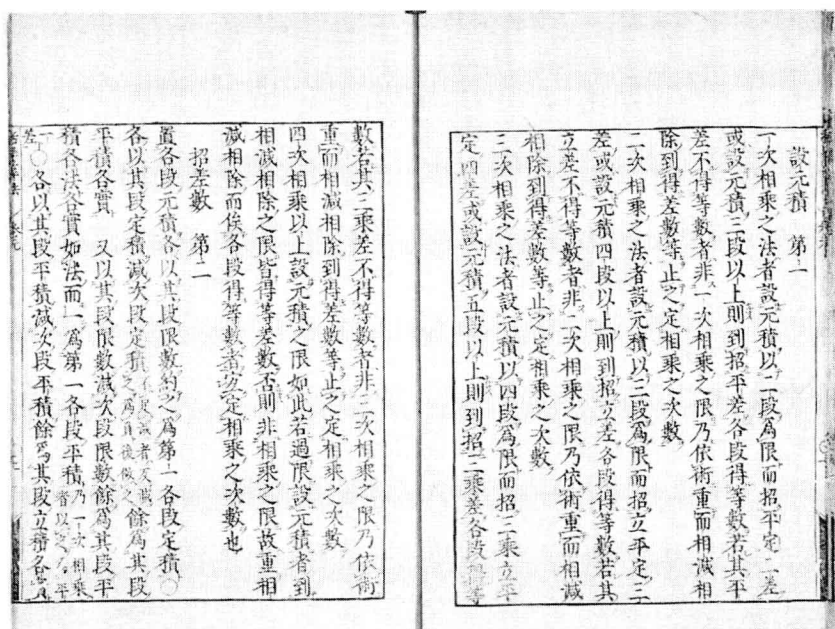 設元積　第二
一次相乘之法者設元積以二段為限而招平定二差
或設元積三段以上則到招平差各段得等數若其平
差不得等數者非一次相乘之限乃依術重而相減相
除到得差數等止之定相乘之次數
二次相乘之法者設元積以三段為限而招立平定三
差或設元積四段以上則到招立差各段得等數若其
立差不得等數者非二次相乘之限乃依術重而相減
相除到得差數等止之定相乘之次數
三次相乘之法者設元積以四段為限而招三乘立平
定四差或設元積五段以上則到招三乘差各段得等
數若其三乘差不得等數者非三次相乘之限乃依術
重而相減相除到得差數等止之定相乘之次數
四次相乘以上設元積之限如此若過限設元積者到
相減相除之限皆得等差數否則非相乘之限故重相
減相除而俟各段得等數者為定相乘之次數也
招差數　第三
置各段元積各以其段限數約之為第一各段定積○
各以其段定積減次段定積餘為其段
平積各實　又以其段限數減次段限數餘為其段平
積各法各實如法而一為第一各段平積乃一次相乘者以之
○各以其段平積減次段平積餘為其段立積各實